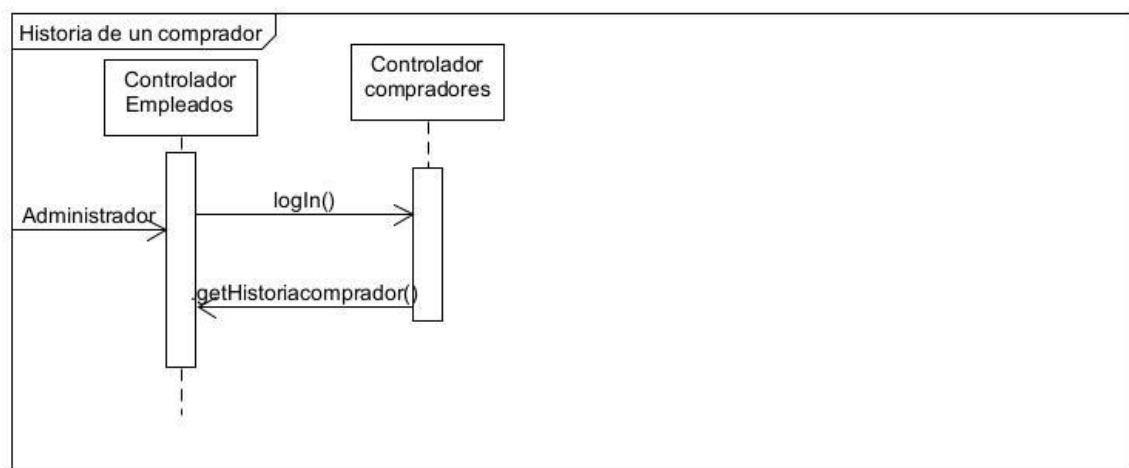 Historia de un comprador
Controlador
Empleados
Controlador
compradores
logIn()
Administrador
.getHistoriacomprador()